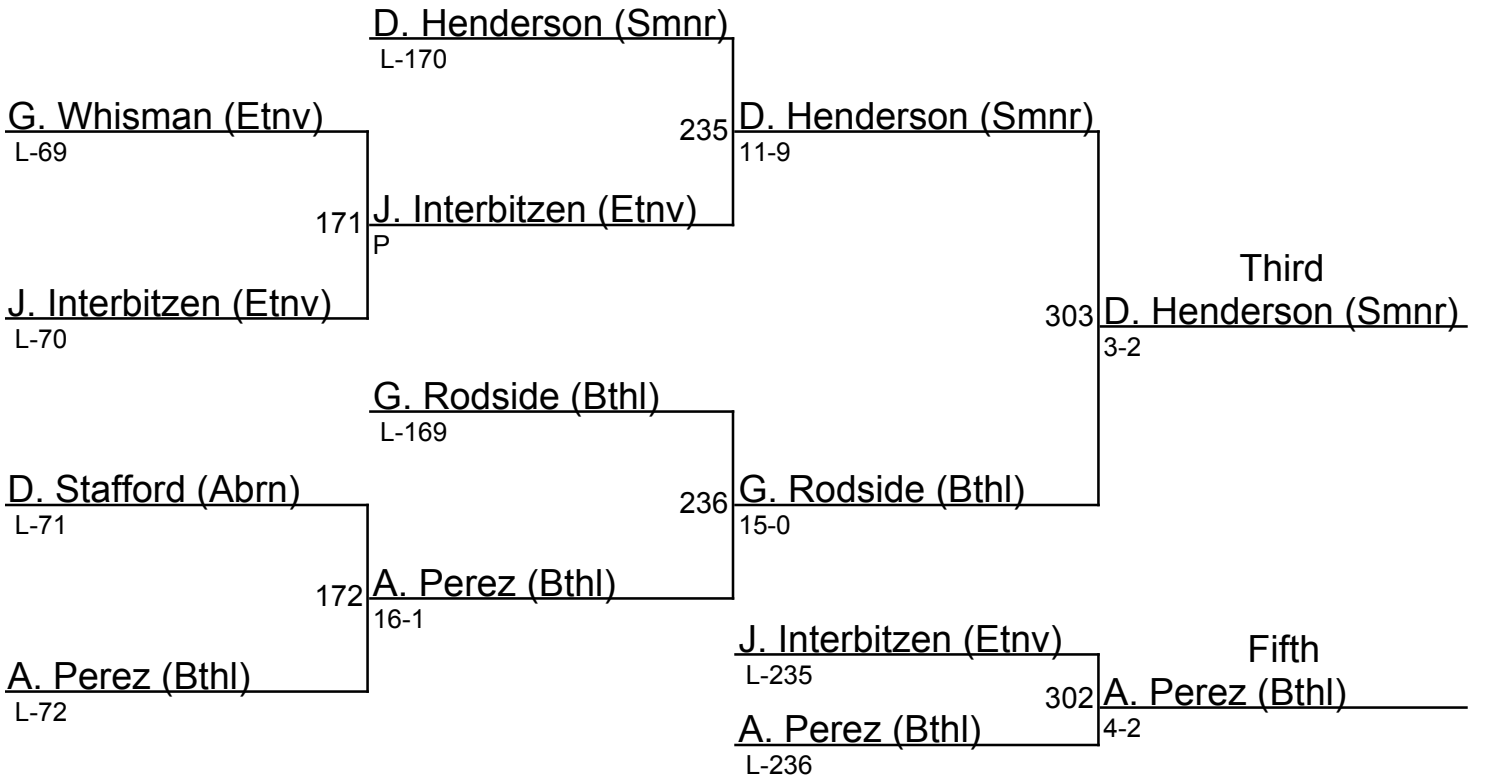 D. Henderson (Smnr)
L-170
G. Whisman (Etnv)
L-69
235
D. Henderson (Smnr)
11-9
171
J. Interbitzen (Etnv)
P
J. Interbitzen (Etnv)
L-70
Third
303
D. Henderson (Smnr)
3-2
G. Rodside (Bthl)
L-169
D. Stafford (Abrn)
L-71
236
G. Rodside (Bthl)
15-0
172
A. Perez (Bthl)
16-1
A. Perez (Bthl)
L-72
J. Interbitzen (Etnv)
L-235
Fifth
302
A. Perez (Bthl)
4-2
A. Perez (Bthl)
L-236